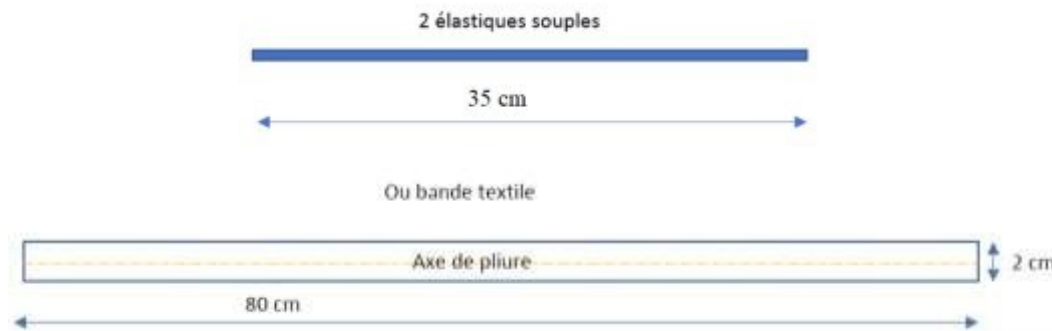 2 élastiques souples
35 cm
Ou bande textile
Axe de pliure
2 cm
80 cm